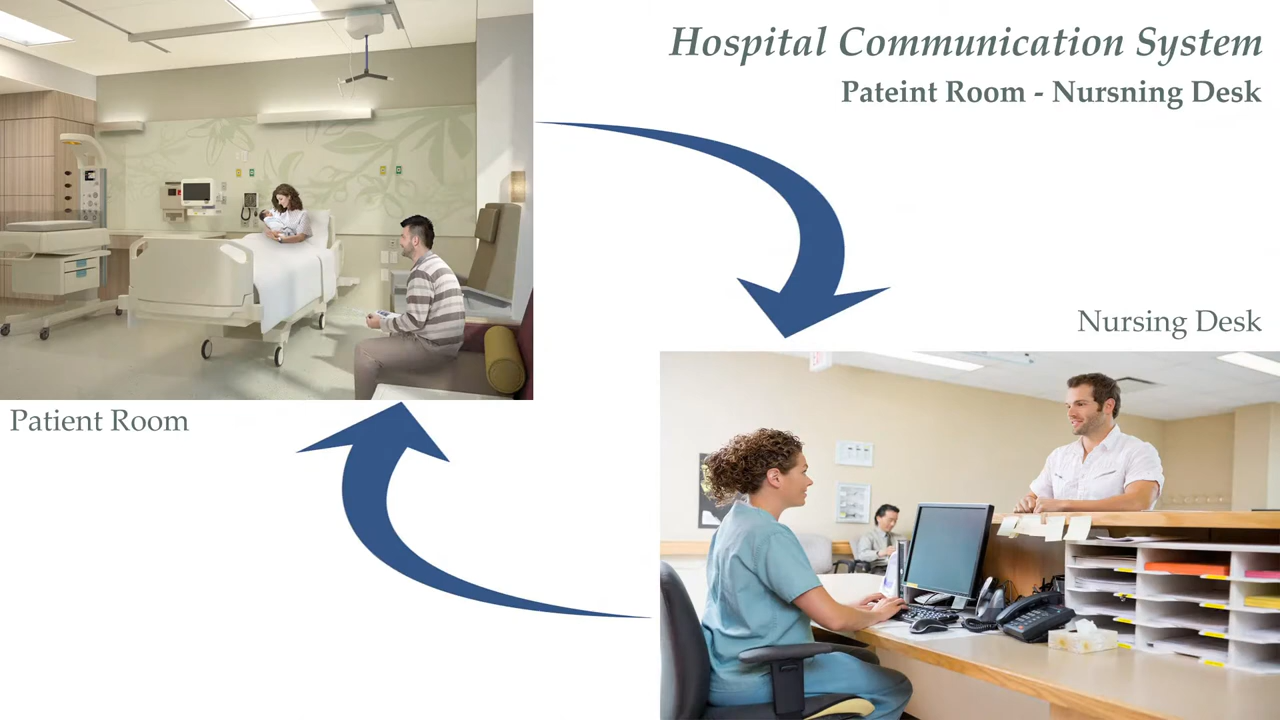 Hospital Communication System
Pateint Room - Nursning Desk
Nursing Desk
Patient Room